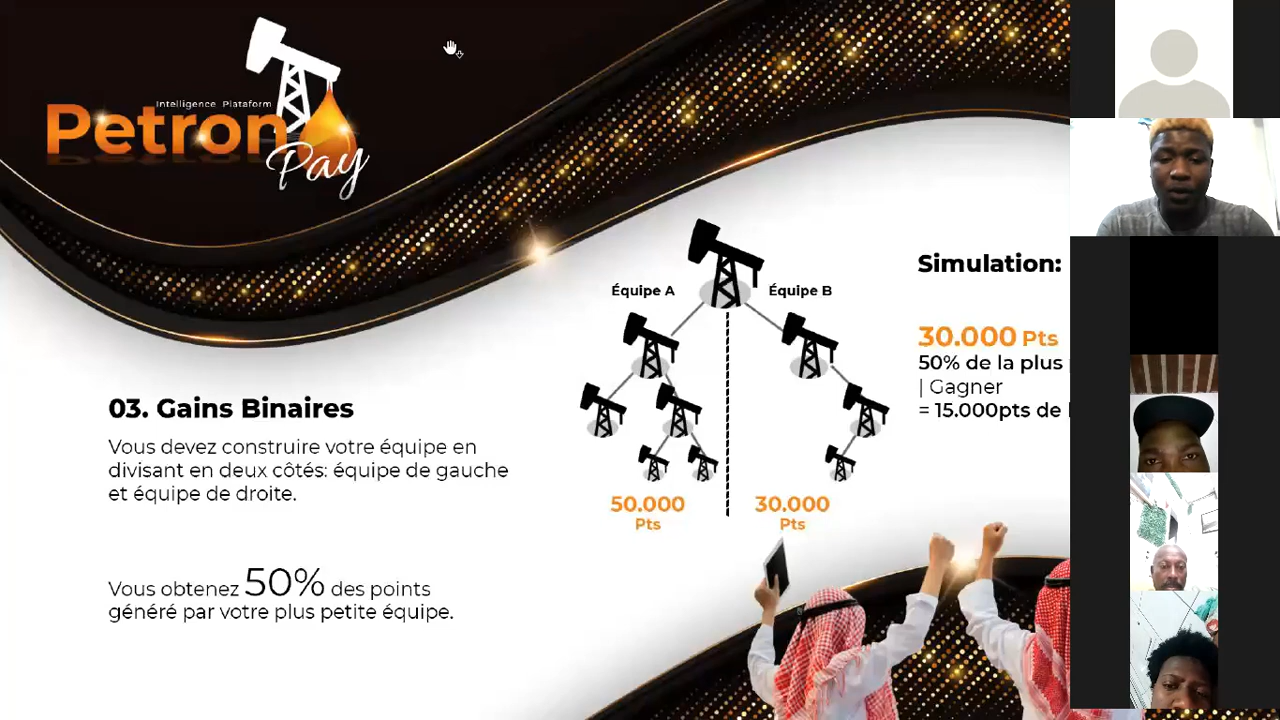 Intelligence Plataform
Petron
Pay
Simulation:
Équipe A
Équipe B
30.000 Pts
50% de la plus
| Gagner
= 15.000pts de
03. Gains Binaires
Vous devez construire votre équipe en
divisant en deux côtés: équipe de gauche
et équipe de droite.
50.000
Pts
30.000
Pts
Vous obtenez 50% des points
généré par votre plus petite équipe.